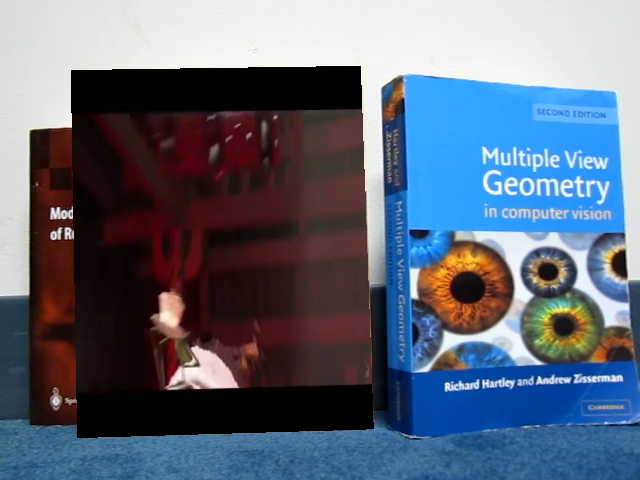 Mod
of Ro
Hartley and
Zisserman
Multiple View Geometry
SECOND EDITION
Multiple View
Geometry
in computer vision
Richard Hartley and Andrew Zisserman
CAMBRIDGE